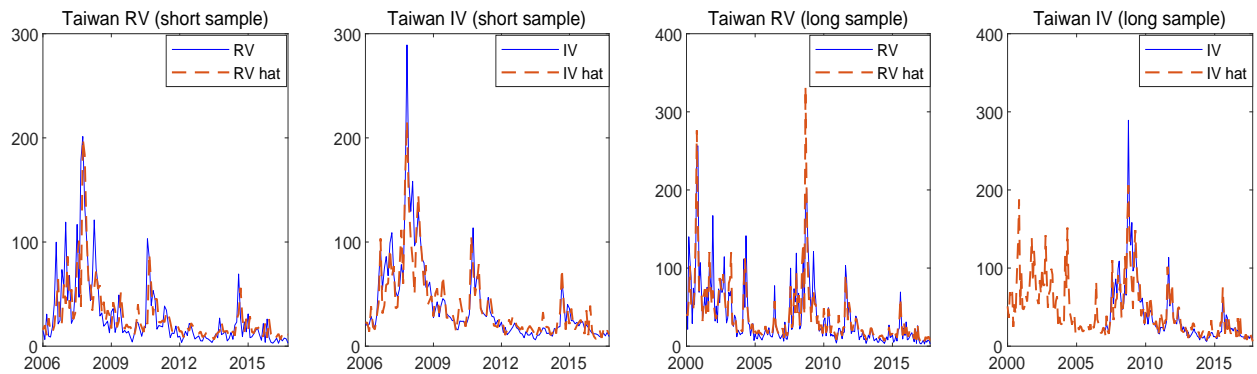 Taiwan RV (short sample)
300
200
100
0
2006 2009 2012 2015
RV
RV hat
Taiwan IV (short sample)
300
200
100
0
2006 2009 2012 2015
IV
IV hat
Taiwan RV (long sample)
400
300
200
100
0
2000 2005 2010 2015
RV
RV hat
Taiwan IV (long sample)
400
300
200
100
0
2000 2005 2010 2015
IV
IV hat